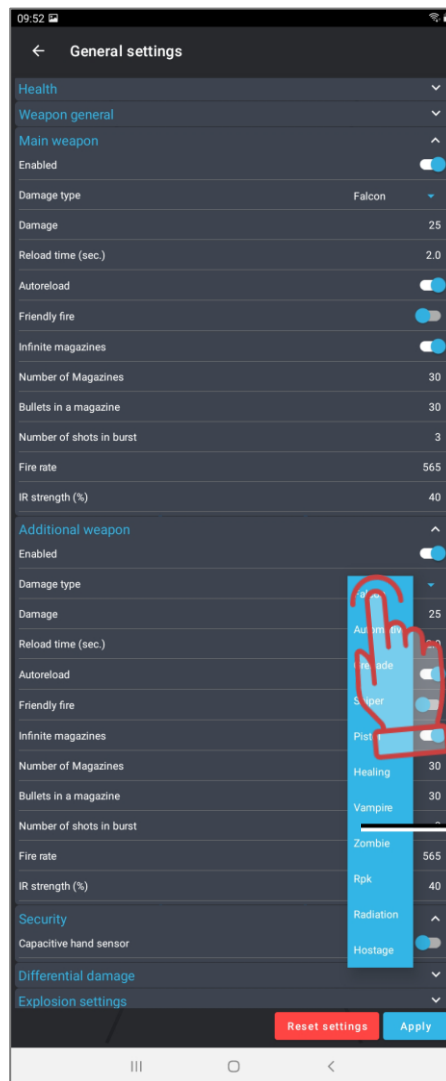 09:52
General settings
Health
Weapon general
Main weapon
Enabled
Damage type Falcon
Damage 25
Reload time (sec.) 2.0
Autoreload
Friendly fire
Infinite magazines
Number of Magazines 30
Bullets in a magazine 30
Number of shots in burst 3
Fire rate 565
IR strength (%) 40
Additional weapon
Enabled
Damage type
Falcon
Damage 25
Automative
Reload time (sec.)
Grenade
Autoreload
Sniper
Friendly fire
Pistol
Infinite magazines
Number of Magazines 30
Healing
Bullets in a magazine 30
Vampire
Number of shots in burst
Zombie
Fire rate 565
Rpk
IR strength (%) 40
Radiation
Security
Capacitive hand sensor
Hostage
Differential damage
Explosion settings
Reset settings Apply